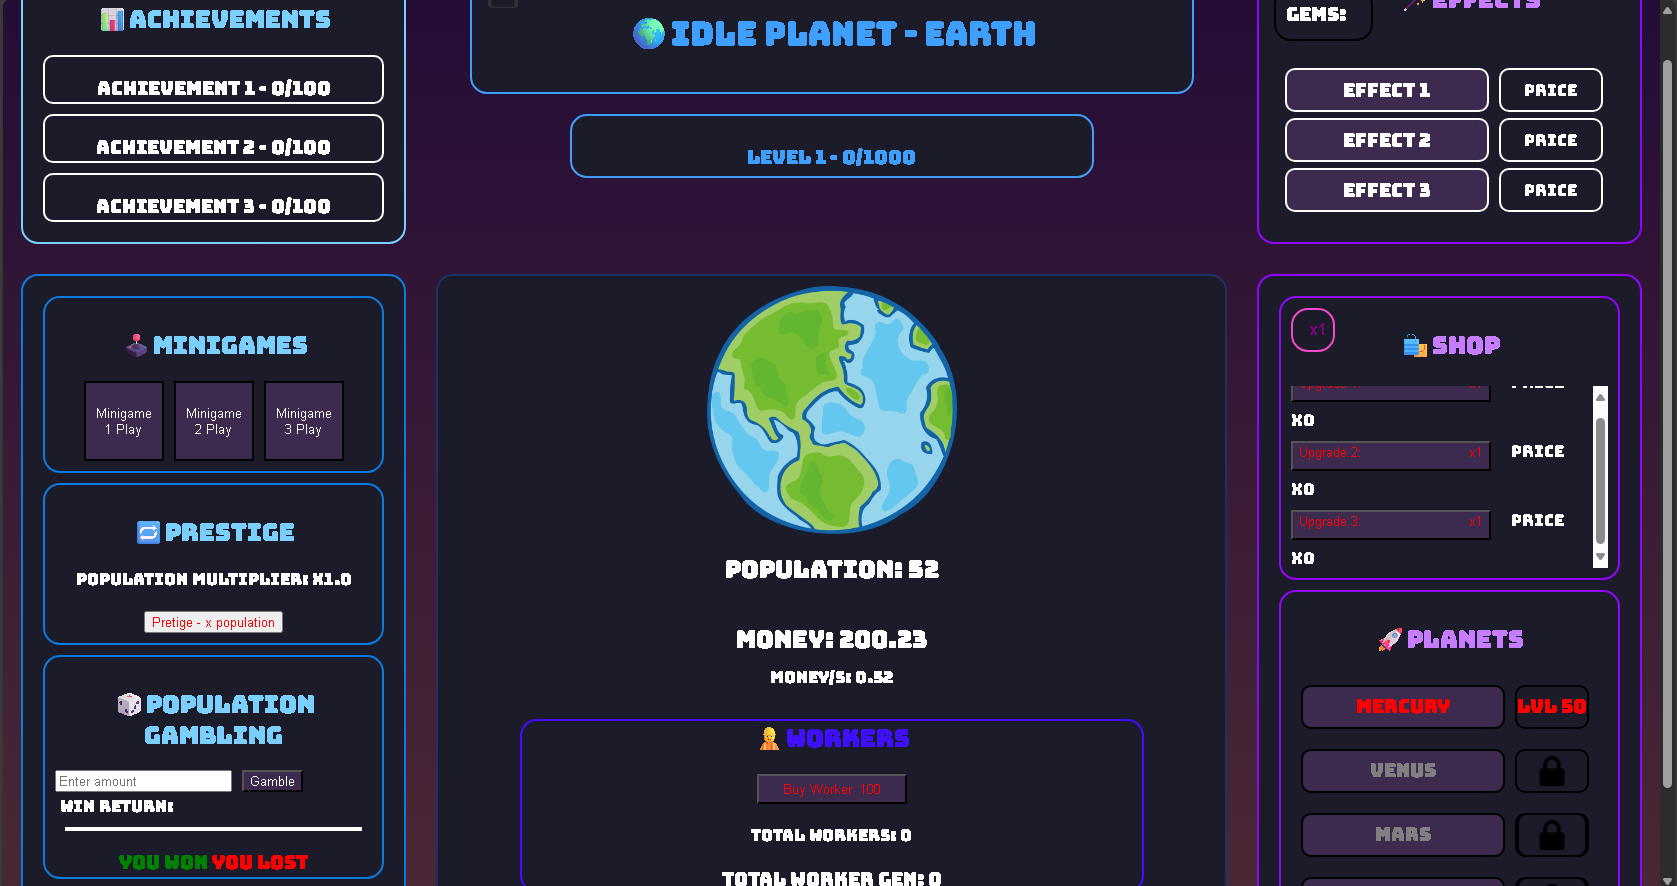 ACHIEVEMENTS
ACHIEVEMENT 1 - 0/100
ACHIEVEMENT 2 - 0/100
ACHIEVEMENT 3 - 0/100
IDLE PLANET - EARTH
LEVEL 1 - 0/1000
GEMS:
EFFECTS
EFFECT 1 PRICE
EFFECT 2 PRICE
EFFECT 3 PRICE
MINIGAMES
Minigame
1 Play
Minigame
2 Play
Minigame
3 Play
PRESTIGE
POPULATION MULTIPLIER: X1.0
Pretige - x population
POPULATION
GAMBLING
Enter amount Gamble
WIN RETURN:
YOU WON YOU LOST
POPULATION: 52
MONEY: 200.23
MONEY/S: 0.52
WORKERS
Buy Worker: 100
TOTAL WORKERS: 0
TOTAL WORKER GEN: 0
x1
SHOP
Upgrade 1: x1 PRICE
X0
Upgrade 2: x1 PRICE
X0
Upgrade 3: x1 PRICE
X0
PLANETS
MERCURY LVL 50
VENUS
MARS